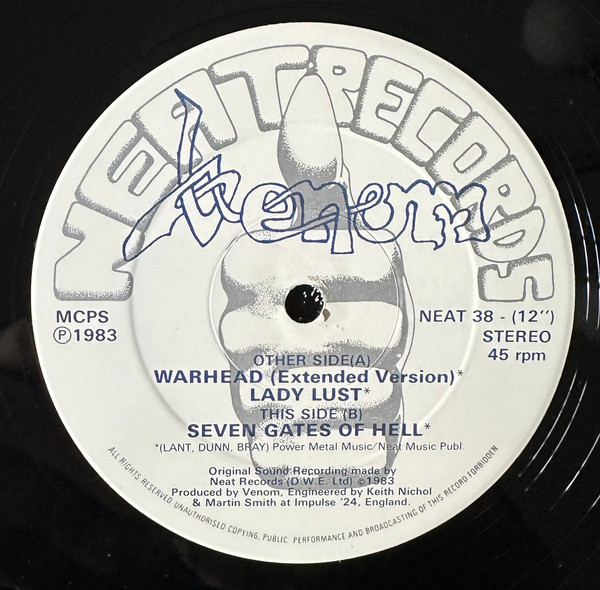 NEAT RECORDS
Venom
MCPS
Ⓟ1983
NEAT 38 - (12")
STEREO
45 rpm
OTHER SIDE(A)
WARHEAD (Extended Version)*
LADY LUST*
THIS SIDE (B)
SEVEN GATES OF HELL*
*(LANT, DUNN, BRAY) Power Metal Music/Neat Music Publ.
Original Sound Recording made by
Neat Records (D.W.E. Ltd) ©1983
Produced by Venom, Engineered by Keith Nichol
& Martin Smith at Impulse '24, England.
ALL RIGHTS RESERVED UNAUTHORISED COPYING, PUBLIC PERFORMANCE AND BROADCASTING OF THIS RECORD FORBIDDEN